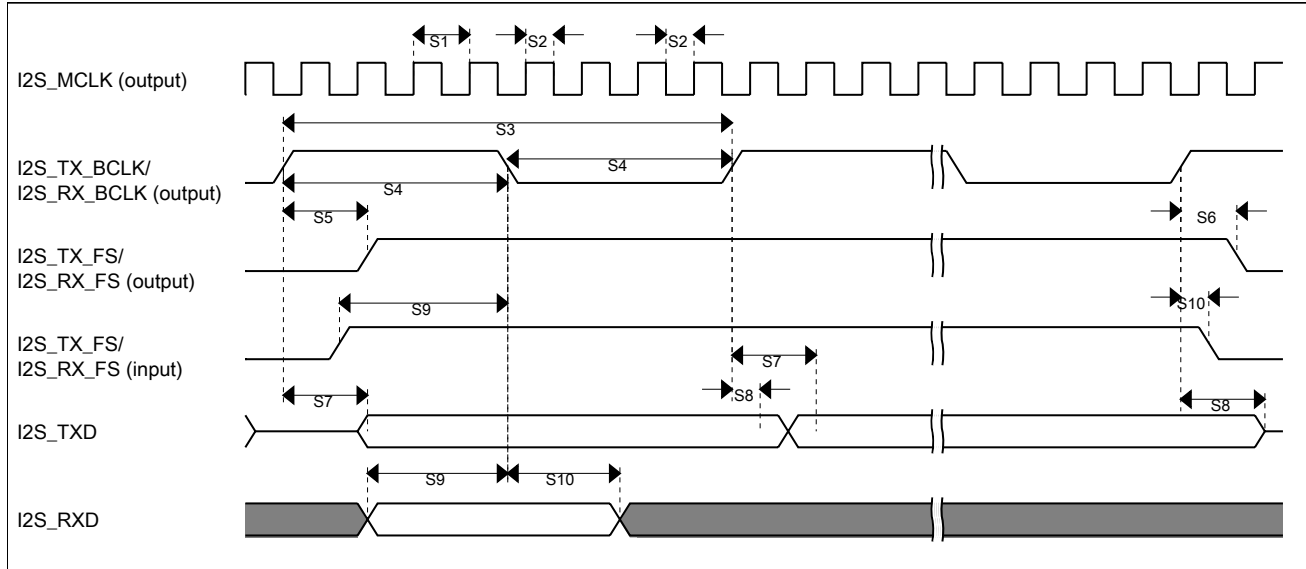 S1
S2
S2
I2S_MCLK (output)
S3
I2S_TX_BCLK/
I2S_RX_BCLK (output)
S4
S4
S5
S6
I2S_TX_FS/
I2S_RX_FS (output)
S9
S10
I2S_TX_FS/
I2S_RX_FS (input)
S7
S8
S7
S8
I2S_TXD
S9
S10
I2S_RXD